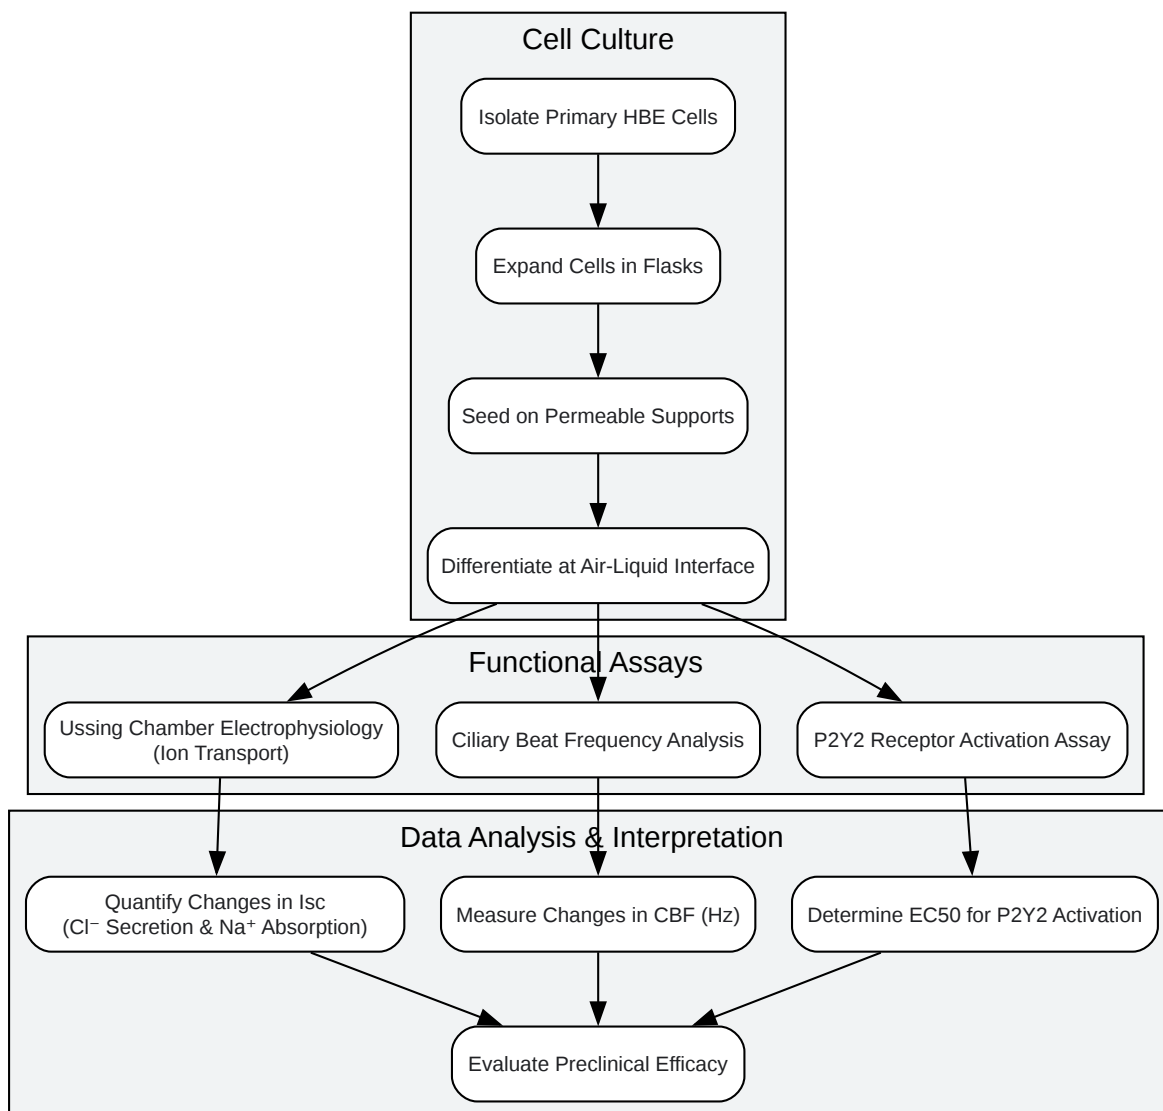 Cell Culture
Isolate Primary HBE Cells
Expand Cells in Flasks
Seed on Permeable Supports
Differentiate at Air-Liquid Interface
Functional Assays
Ussing Chamber Electrophysiology
(Ion Transport)
Ciliary Beat Frequency Analysis
P2Y2 Receptor Activation Assay
Data Analysis & Interpretation
Quantify Changes in Isc
(Cl⁻ Secretion & Na⁺ Absorption)
Measure Changes in CBF (Hz)
Determine EC50 for P2Y2 Activation
Evaluate Preclinical Efficacy